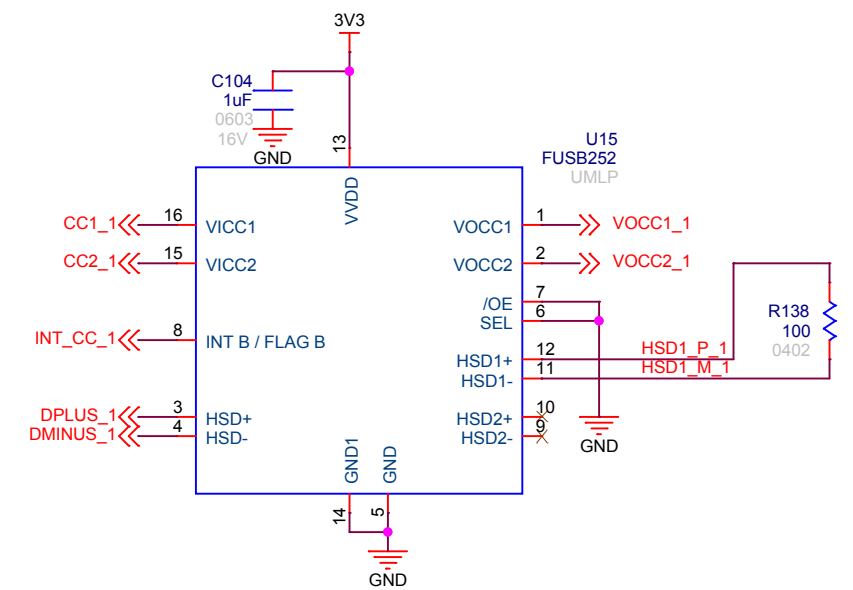 3V3
C104
1uF
0603
16V
GND
13
U15
FUSB252
UMLP
VVDD
CC1_1
16
VICC1
VOCC1
1
VOCC1_1
CC2_1
15
VICC2
VOCC2
2
VOCC2_1
/OE
7
SEL
6
INT_CC_1
8
INT B / FLAG B
R138
100
0402
HSD1+
12
HSD1_P_1
HSD1-
11
HSD1_M_1
DPLUS_1
3
HSD+
HSD2+
10
DMINUS_1
4
HSD-
HSD2-
9
GND
GND1
GND
14
5
GND